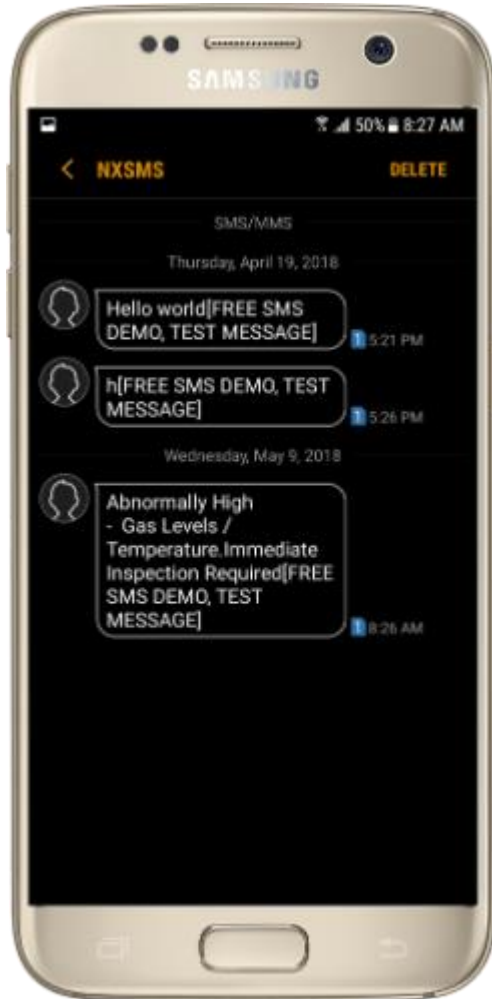 SAMSUNG
50% 8:27 AM
< NXSMS DELETE
SMS/MMS
Thursday, April 19, 2018
Hello world[FREE SMS
DEMO, TEST MESSAGE]
1 5:21 PM
h[FREE SMS DEMO, TEST
MESSAGE]
1 5:26 PM
Wednesday, May 9, 2018
Abnormally High
- Gas Levels /
Temperature.Immediate
Inspection Required[FREE
SMS DEMO, TEST
MESSAGE]
1 8:26 AM